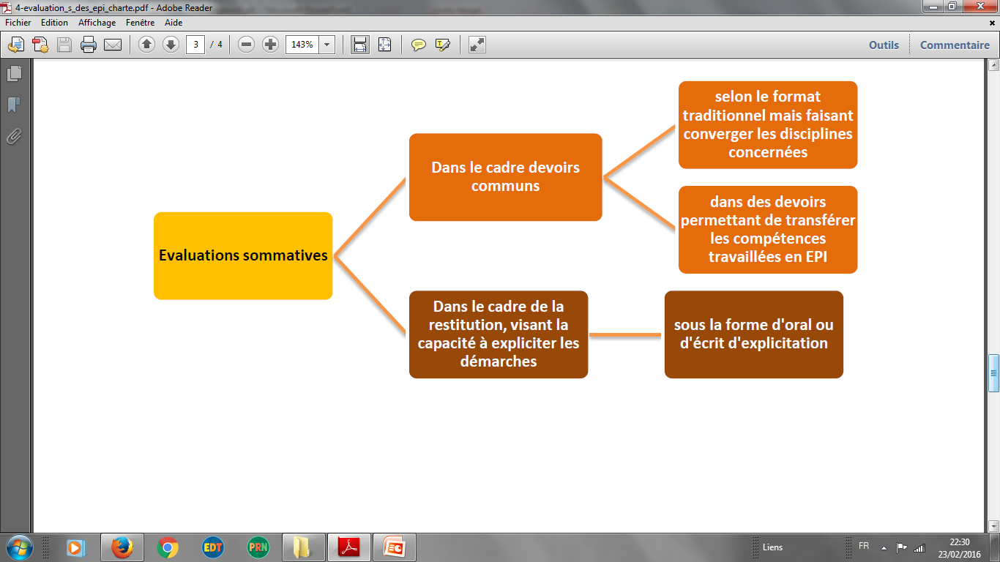 4-evaluation_s_des_epi_charte.pdf - Adobe Reader
Fichier Edition Affichage Fenêtre Aide
3 / 4 143% Outils Commentaire
selon le format
traditionnel mais faisant
converger les disciplines
concernées
Dans le cadre devoirs
communs
dans des devoirs
permettant de transférer
les compétences
travaillées en EPI
Evaluations sommatives
Dans le cadre de la
restitution, visant la
capacité à expliciter les
démarches
sous la forme d'oral ou
d'écrit d'explicitation
EDT PRN Liens FR 22:30
23/02/2016